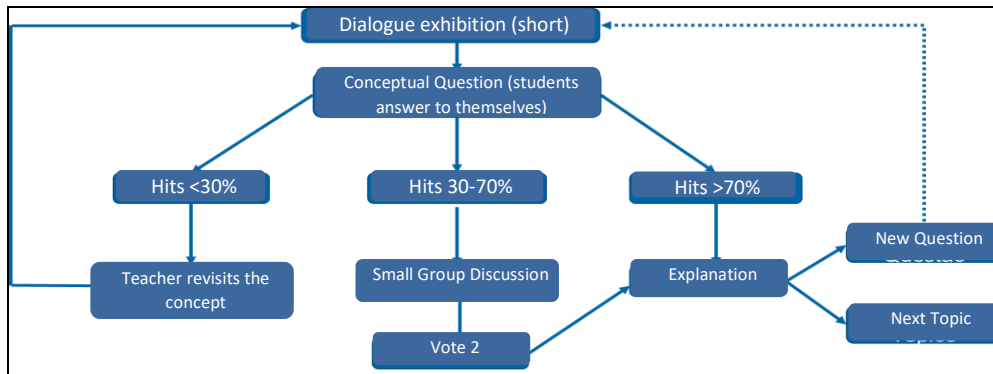 Dialogue exhibition (short)
Conceptual Question (students
answer to themselves)
Hits <30%
Hits 30-70%
Hits >70%
New Question
Teacher revisits the
concept
Small Group Discussion
Explanation
Vote 2
Next Topic